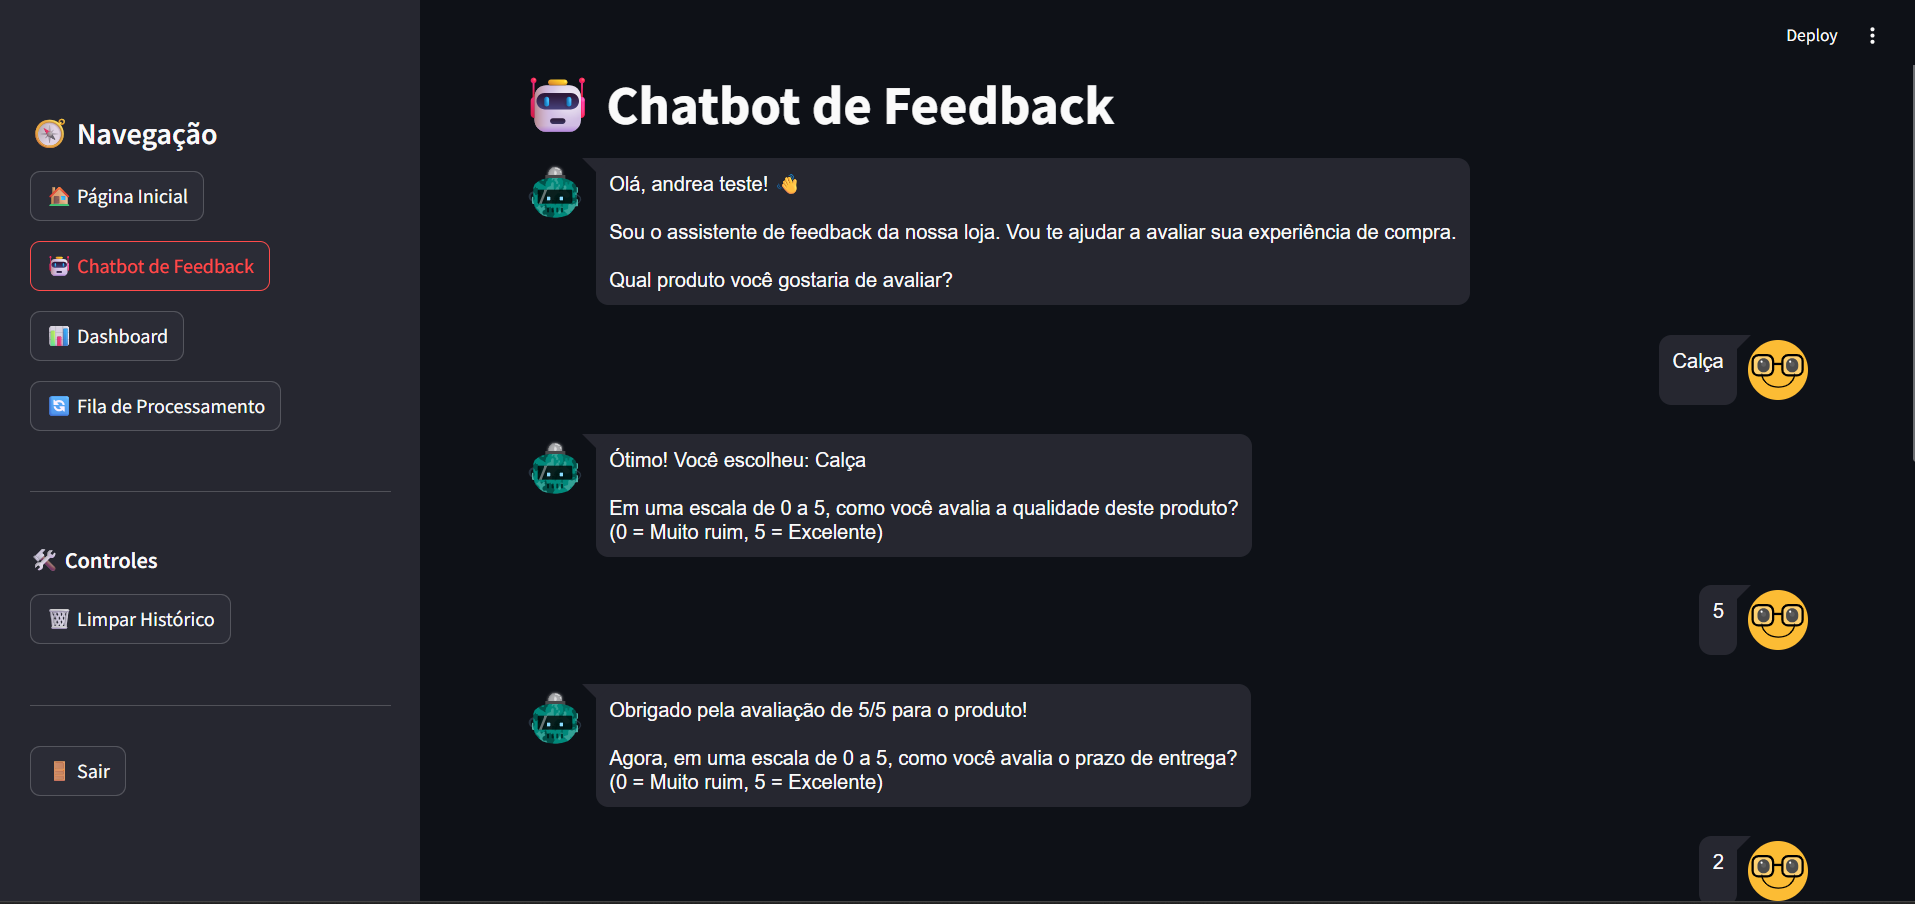 Deploy
Navegação
Página Inicial
Chatbot de Feedback
Dashboard
Fila de Processamento
Controles
Limpar Histórico
Sair
Chatbot de Feedback
Olá, andrea teste! 👋
Sou o assistente de feedback da nossa loja. Vou te ajudar a avaliar sua experiência de compra.
Qual produto você gostaria de avaliar?
Calça
Ótimo! Você escolheu: Calça
Em uma escala de 0 a 5, como você avalia a qualidade deste produto?
(0 = Muito ruim, 5 = Excelente)
5
Obrigado pela avaliação de 5/5 para o produto!
Agora, em uma escala de 0 a 5, como você avalia o prazo de entrega?
(0 = Muito ruim, 5 = Excelente)
2